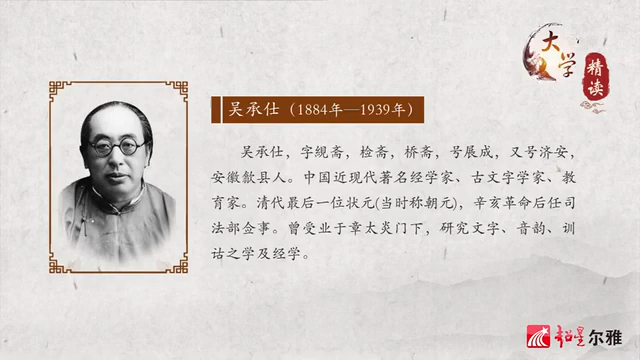 大学
精读
吴承仕（1884年—1939年）
吴承仕，字絸斋，检斋，桥斋，号展成，又号济安，
安徽歙县人。中国近现代著名经学家、古文字学家、教
育家。清代最后一位状元(当时称朝元)，辛亥革命后任司
法部佥事。曾受业于章太炎门下，研究文字、音韵、训
诂之学及经学。
超星尔雅